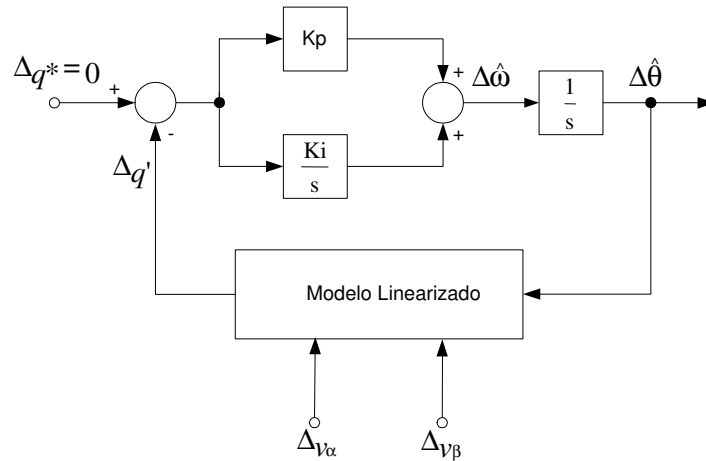 Kp
Δq* = 0
+
+
Δω̂
1
s
Δθ̂
-
+
Ki
s
Δq'
Modelo Linearizado
Δvα
Δvβ